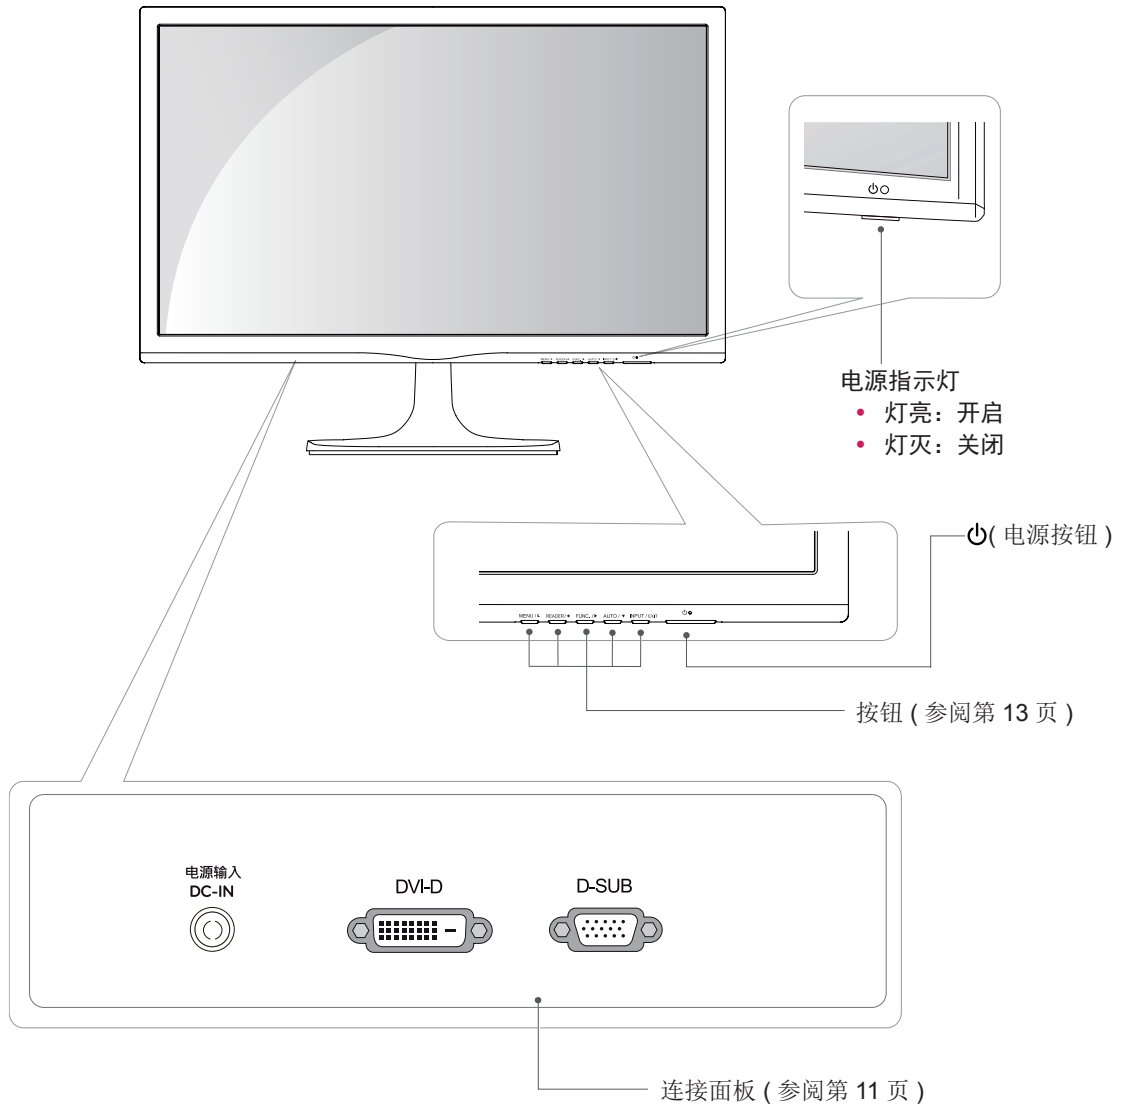 电源指示灯
• 灯亮：开启
• 灯灭：关闭
( 电源按钮 )
MENU / READER / ◄ FUNC. / ► AUTO / ▼ INPUT / EXIT
按钮 ( 参阅第 13 页 )
电源输入
DC-IN
DVI-D
D-SUB
连接面板 ( 参阅第 11 页 )